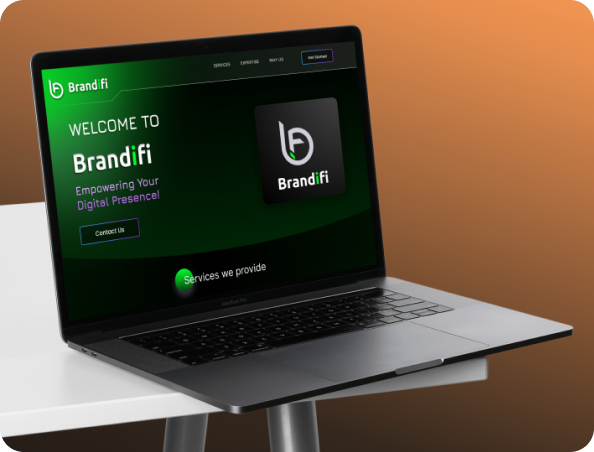 Brandifi
SERVICES EXPERTISE WHY US Get Started
WELCOME TO
Brandifi
Empowering Your
Digital Presence!
Contact Us
Brandifi
Services we provide
MacBook Pro